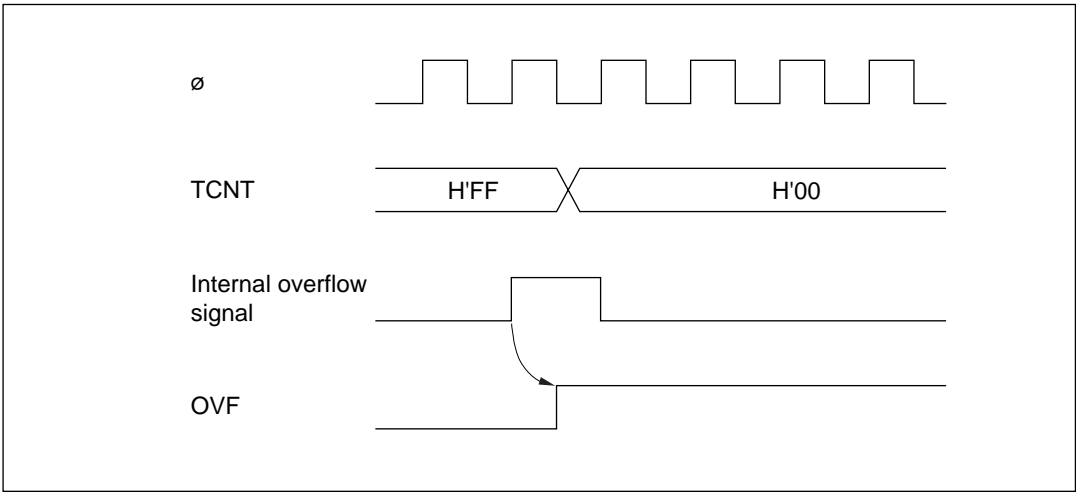 ø
TCNT
H'FF
H'00
Internal overflow
signal
OVF